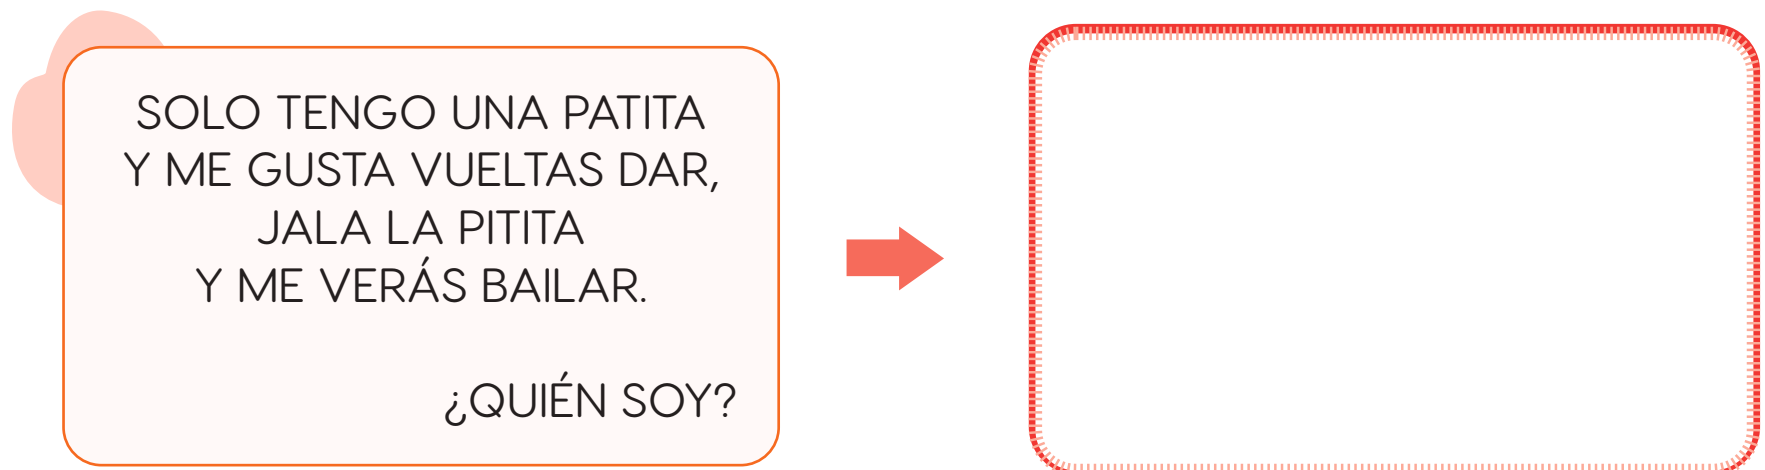 SOLO TENGO UNA PATITA
Y ME GUSTA VUELTAS DAR,
JALA LA PITITA
Y ME VERÁS BAILAR.
¿QUIÉN SOY?